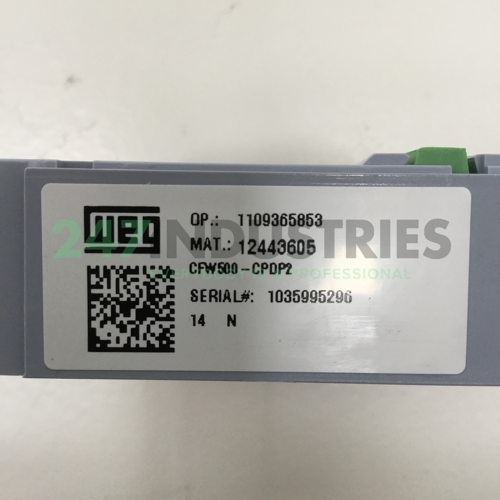 WEG
OP.: 1109365853
MAT.: 12443605
CFW500-CPDP2
SERIAL#: 1035995296
14 N
247INDUSTRIES